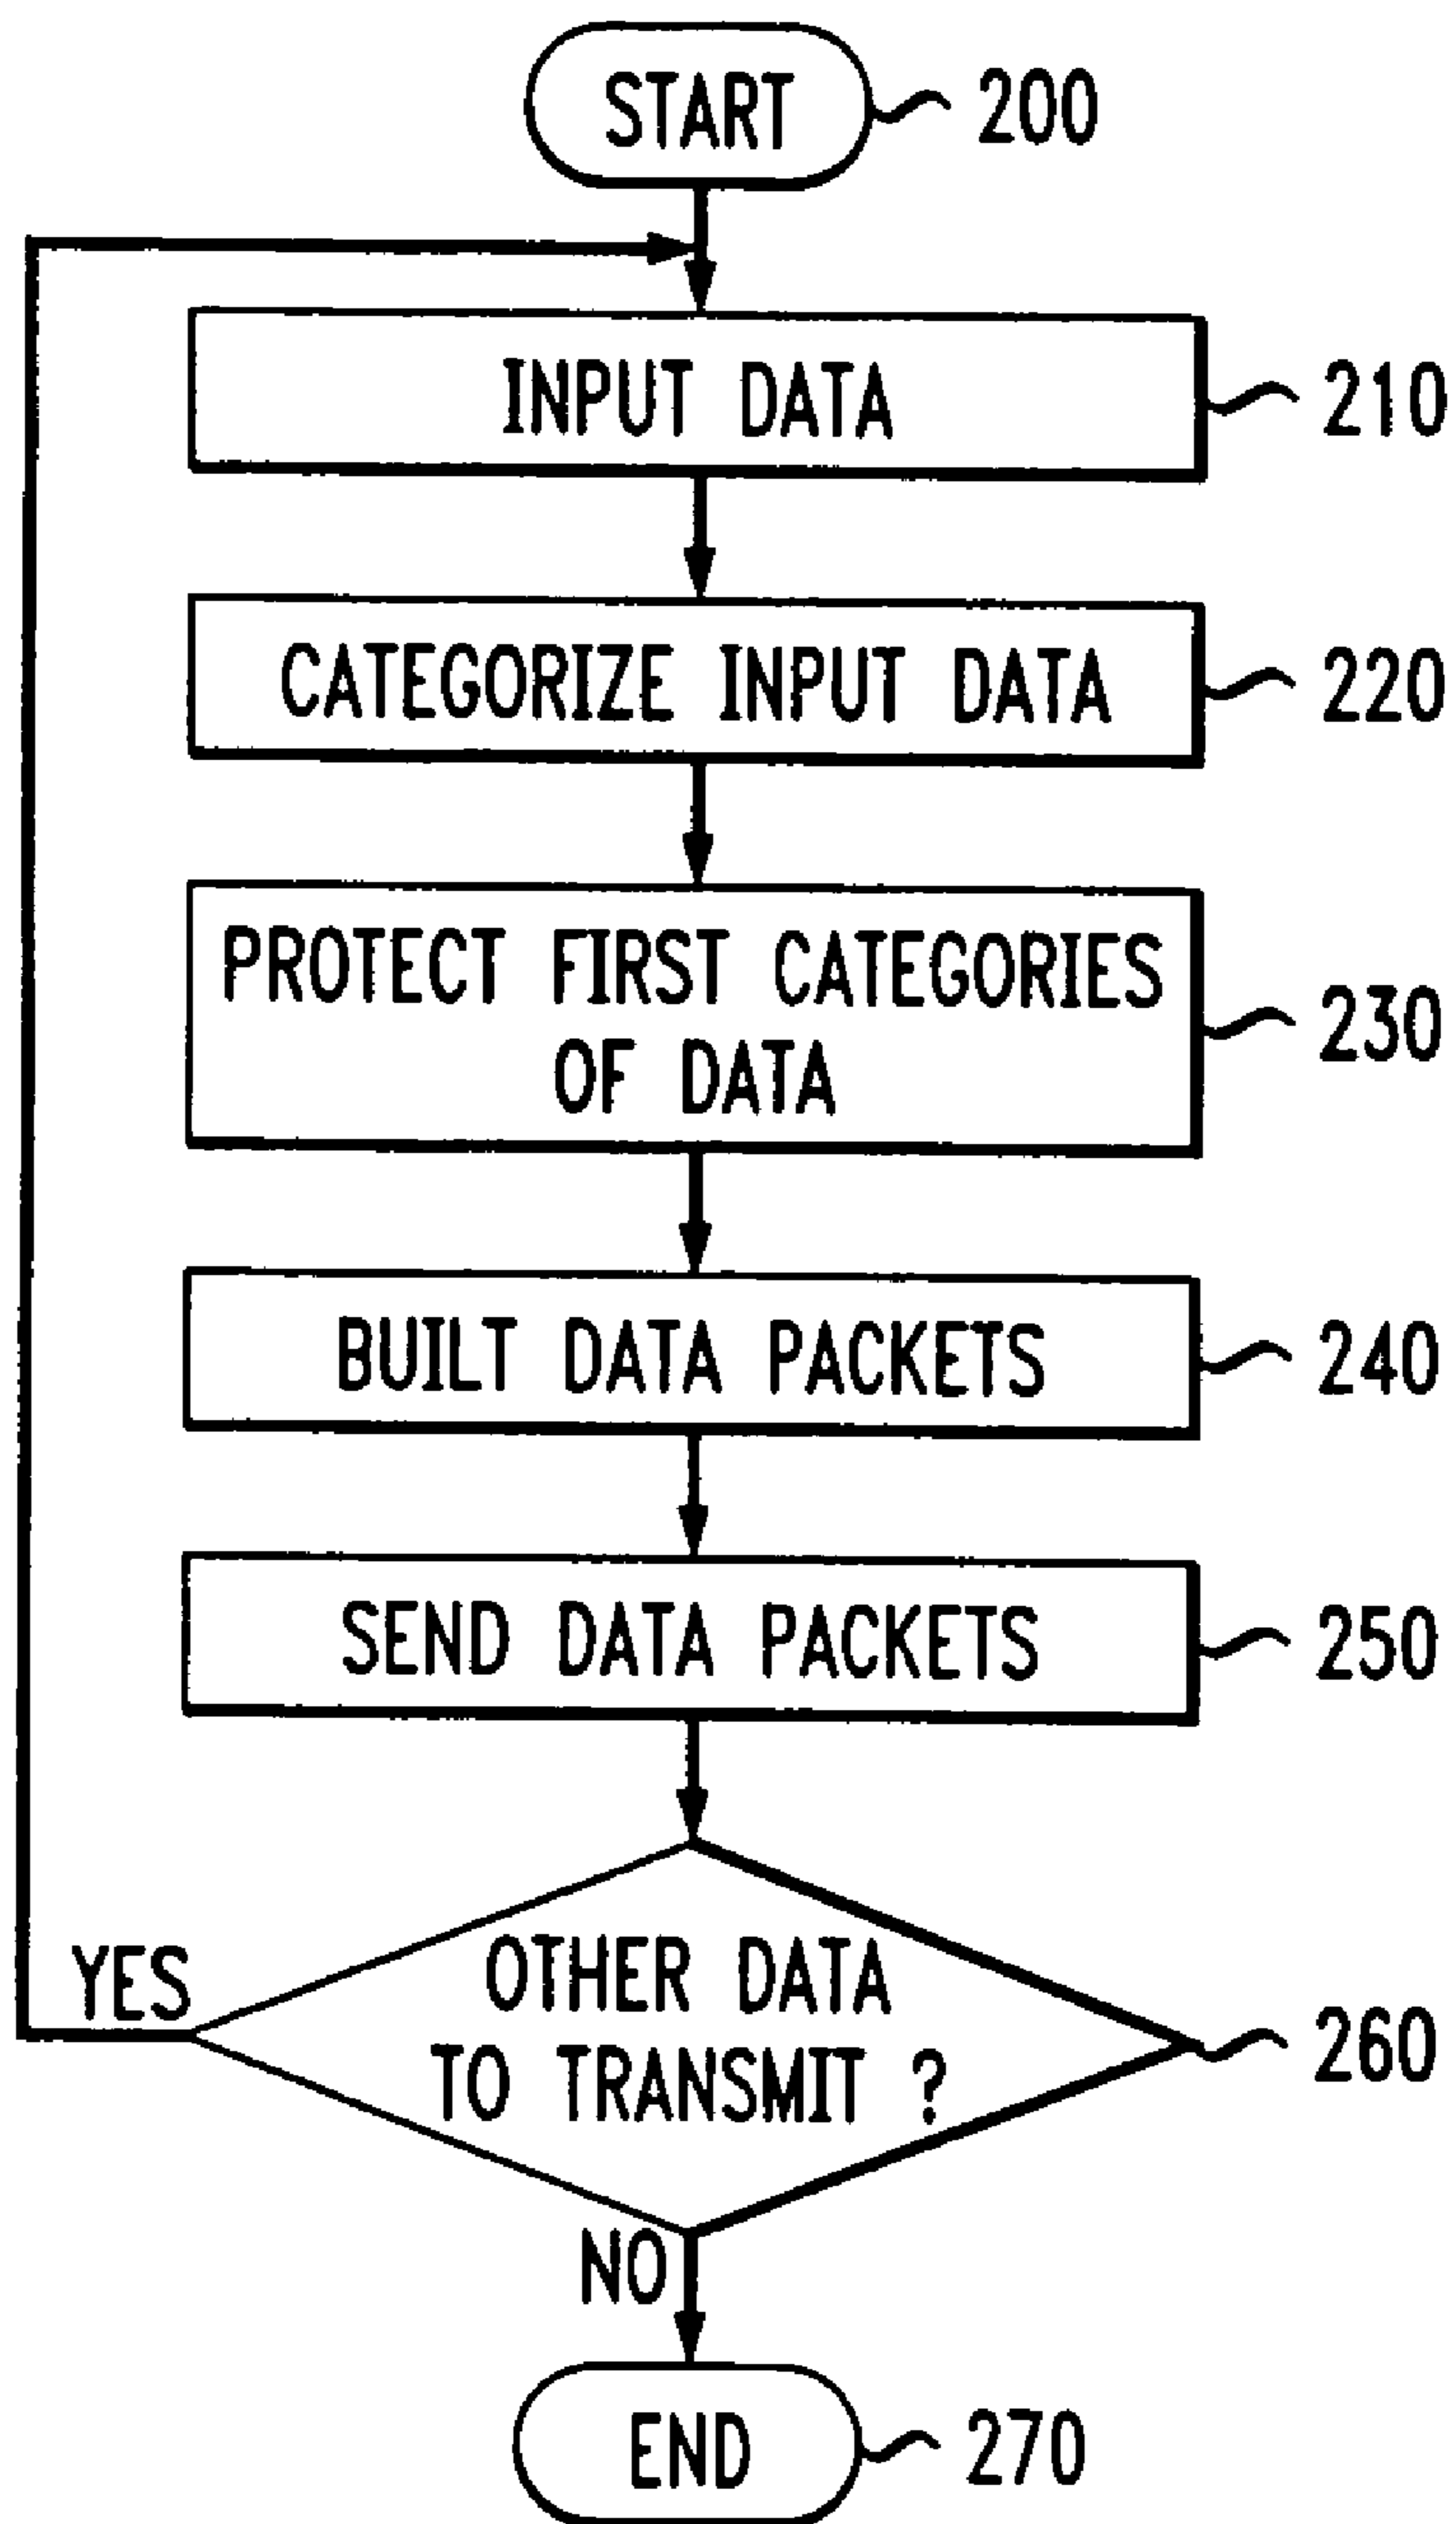 START 200
INPUT DATA 210
CATEGORIZE INPUT DATA 220
PROTECT FIRST CATEGORIES
OF DATA
230
BUILT DATA PACKETS 240
SEND DATA PACKETS 250
YES
OTHER DATA
TO TRANSMIT ?
260
NO
END 270